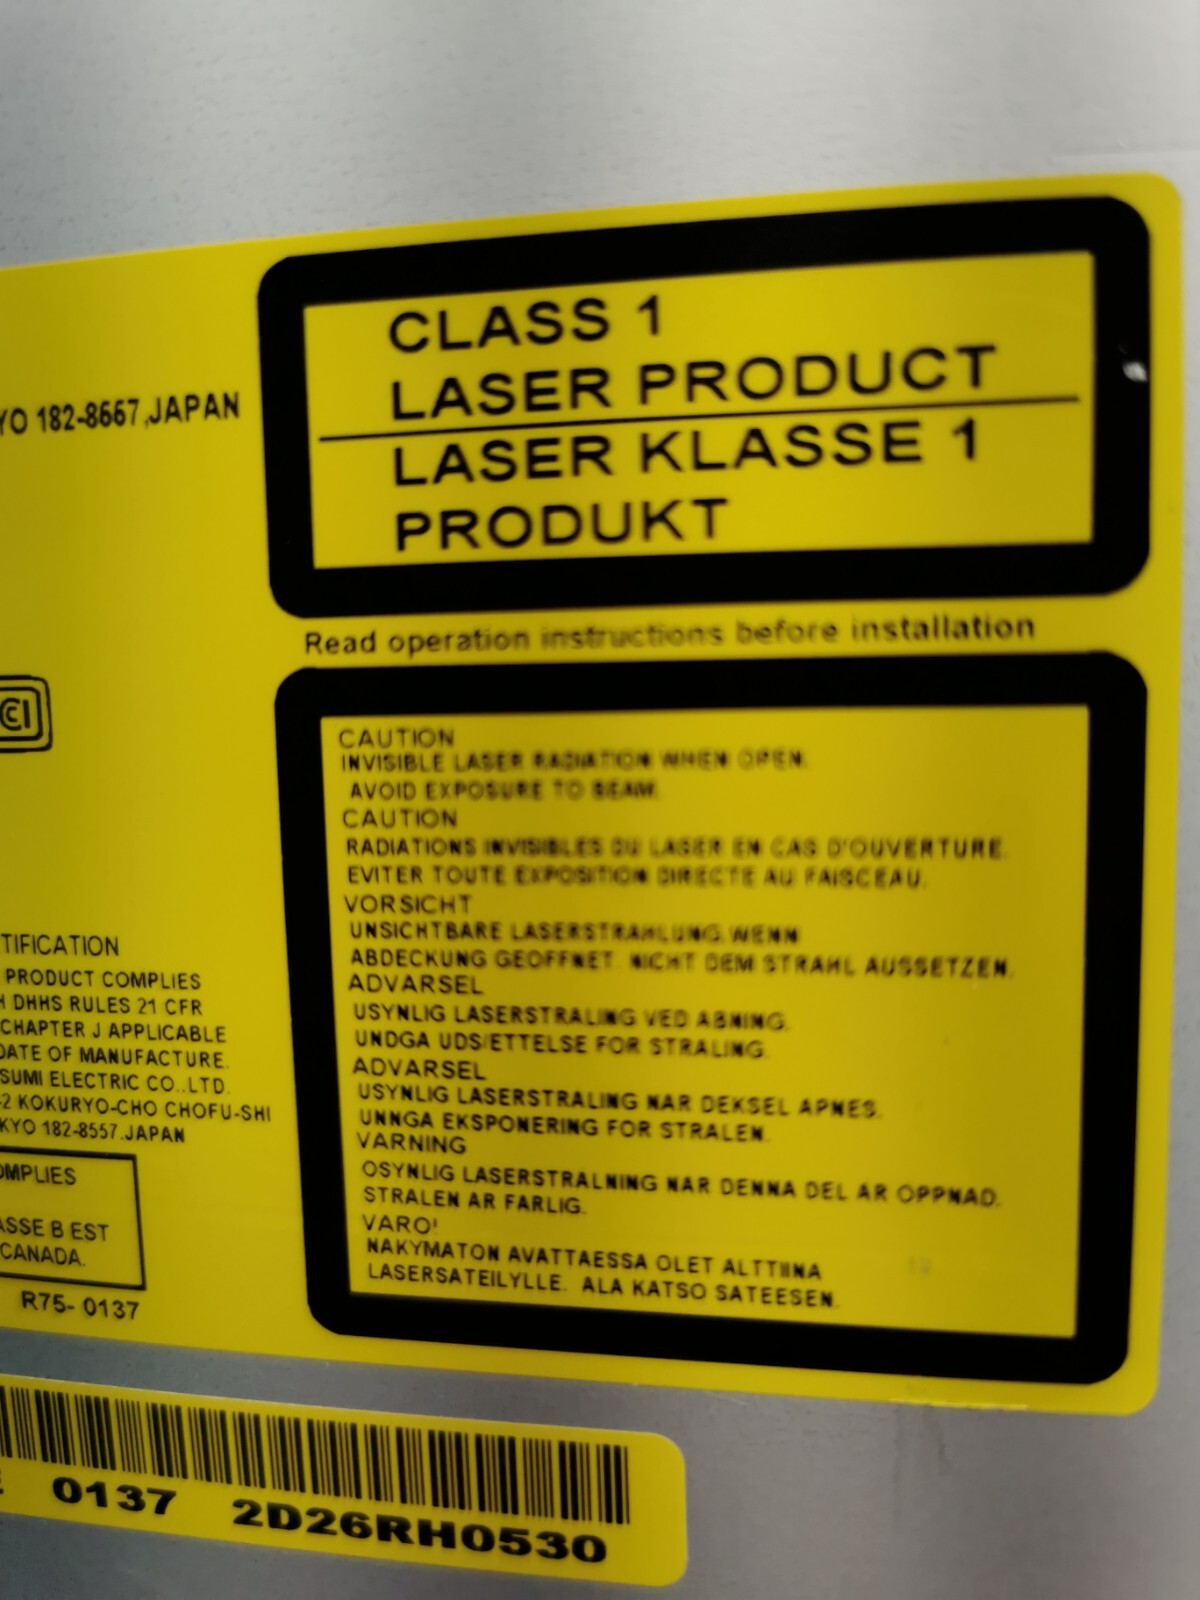 YO 182-8667,JAPAN
CLASS 1
LASER PRODUCT
LASER KLASSE 1
PRODUKT
Read operation instructions before installation
CAUTION
INVISIBLE LASER RADIATION WHEN OPEN.
AVOID EXPOSURE TO BEAM.
CAUTION
RADIATIONS INVISIBLES DU LASER EN CAS D'OUVERTURE.
EVITER TOUTE EXPOSITION DIRECTE AU FAISCEAU.
VORSICHT
UNSICHTBARE LASERSTRAHLUNG.WENN
ABDECKUNG GEOFFNET NICHT DEM STRAHL AUSSETZEN.
ADVARSEL
USYNLIG LASERSTRALING VED ABNING.
UNDGA UDS/ETTELSE FOR STRALING.
ADVARSEL
USYNLIG LASERSTRALING NAR DEKSEL APNES.
UNNGA EKSPONERING FOR STRALEN.
VARNING
OSYNLIG LASERSTRALNING NAR DENNA DEL AR OPPNAD.
STRALEN AR FARLIG.
VARO!
NAKYMATON AVATTAESSA OLET ALTTIINA
LASERSATEILYLLE. ALA KATSO SATEESEN.
CCI
TIFICATION
PRODUCT COMPLIES
H DHHS RULES 21 CFR
CHAPTER J APPLICABLE
DATE OF MANUFACTURE.
SUMI ELECTRIC CO.,LTD.
-2 KOKURYO-CHO CHOFU-SHI
KYO 182-8557.JAPAN
OMPLIES
ASSE B EST
CANADA.
R75- 0137
0137 2D26RH0530